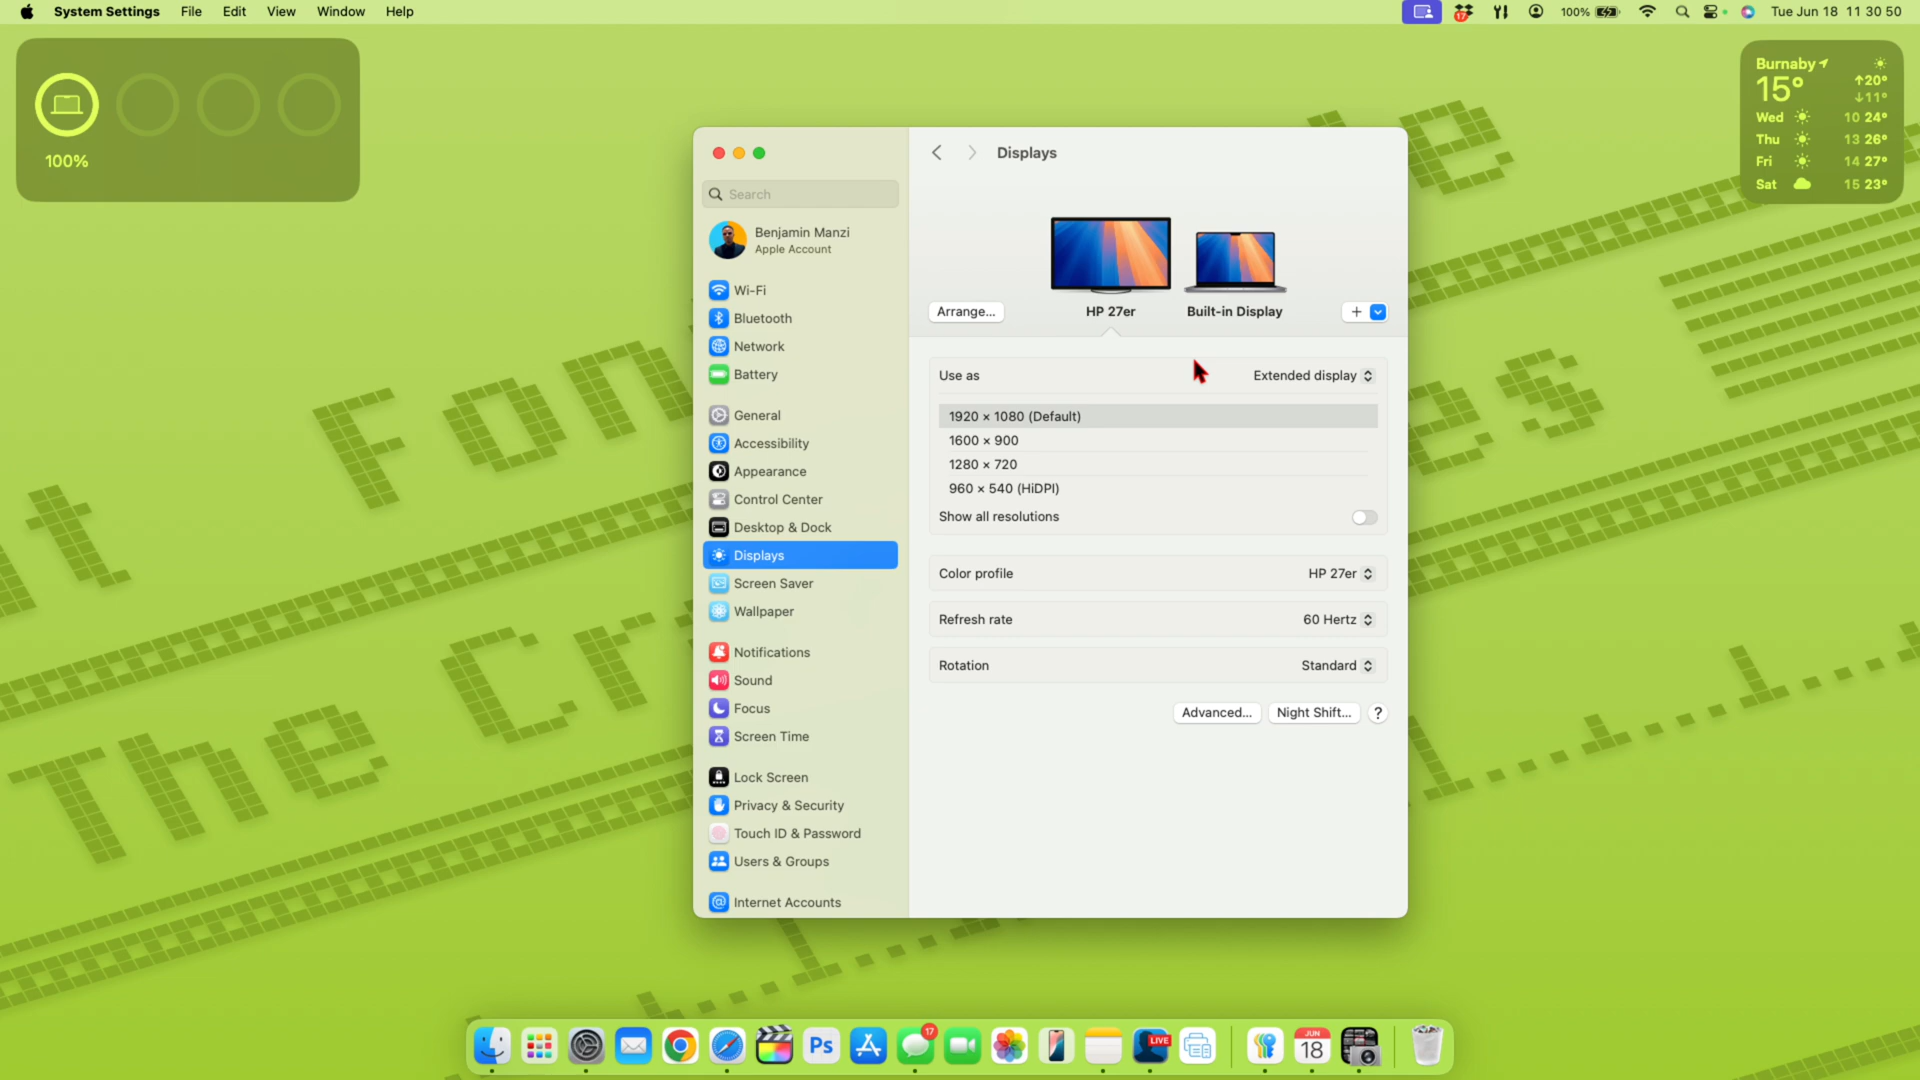 System Settings File Edit View Window Help
17 100% Tue Jun 18 11 30 50
100%
Burnaby
15° ↑20°
↓11°
Wed 10 24°
Thu 13 26°
Fri 14 27°
Sat 15 23°
Search
Benjamin Manzi
Apple Account
Wi-Fi
Bluetooth
Network
Battery
General
Accessibility
Appearance
Control Center
Desktop & Dock
Displays
Screen Saver
Wallpaper
Notifications
Sound
Focus
Screen Time
Lock Screen
Privacy & Security
Touch ID & Password
Users & Groups
Internet Accounts
Displays
Arrange... HP 27er Built-in Display +
Use as Extended display
1920 × 1080 (Default)
1600 × 900
1280 × 720
960 × 540 (HiDPI)
Show all resolutions
Color profile HP 27er
Refresh rate 60 Hertz
Rotation Standard
Advanced... Night Shift... ?
The Cr
Ps 17 LIVE JUN
18